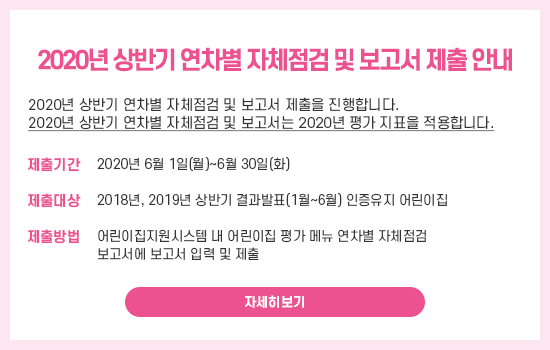 2020년 상반기 연차별 자체점검 및 보고서 제출 안내
2020년 상반기 연차별 자체점검 및 보고서 제출을 진행합니다.
2020년 상반기 연차별 자체점검 및 보고서는 2020년 평가 지표을 적용합니다.
제출기간 2020년 6월 1일(월)~6월 30일(화)
제출대상 2018년, 2019년 상반기 결과발표(1월~6월) 인증유지 어린이집
제출방법 어린이집지원시스템 내 어린이집 평가 메뉴 연차별 자체점검
보고서에 보고서 입력 및 제출
자세히보기